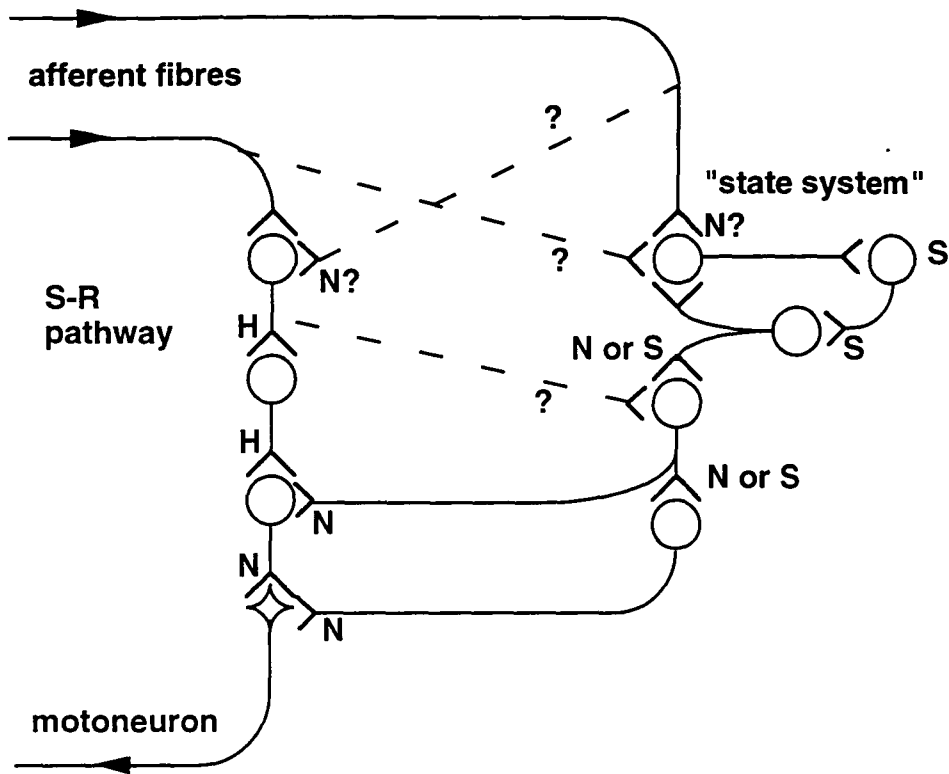 afferent fibres
?
"state system"
N?
S
?
N?
S-R
pathway
H
S
N or S
?
H
N or S
N
N
N
motoneuron